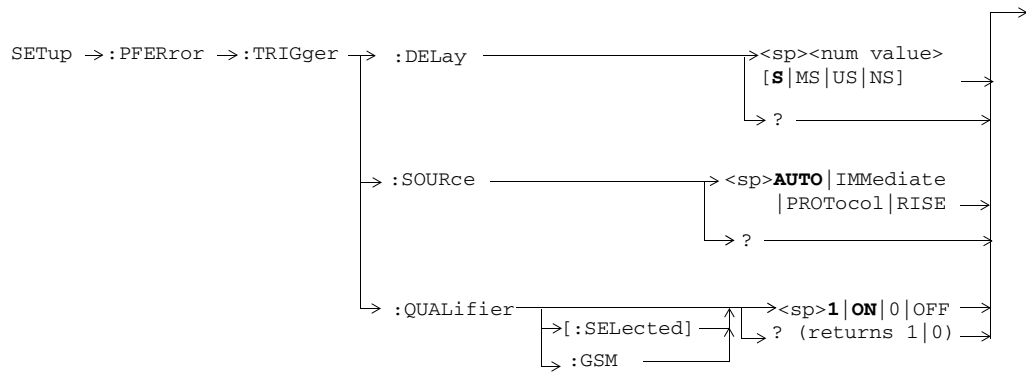 SETup :PFERror :TRIGger :DELay <sp><num value>
[S|MS|US|NS]
?
:SOURce <sp>AUTO|IMMediate
|PROTocol|RISE
?
:QUALifier <sp>1|ON|0|OFF
[:SELected] ? (returns 1|0)
:GSM